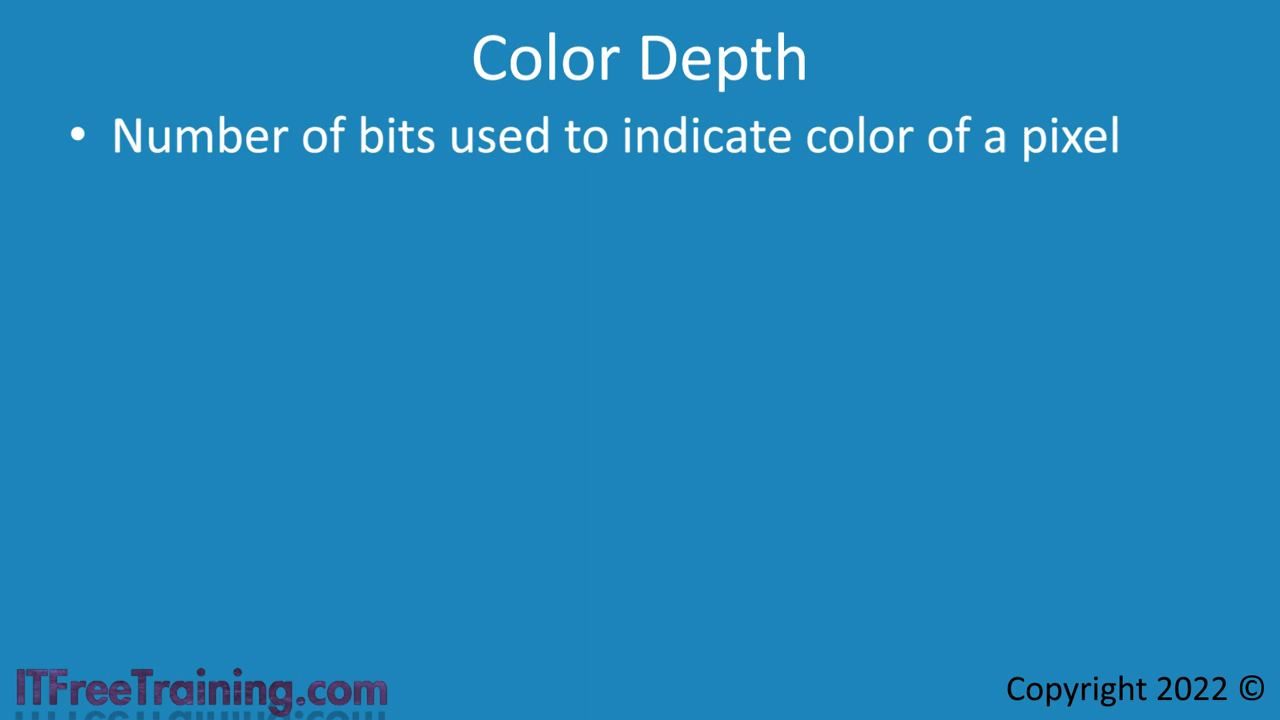 Color Depth
• Number of bits used to indicate color of a pixel
ITFreeTraining.com
Copyright 2022 ©